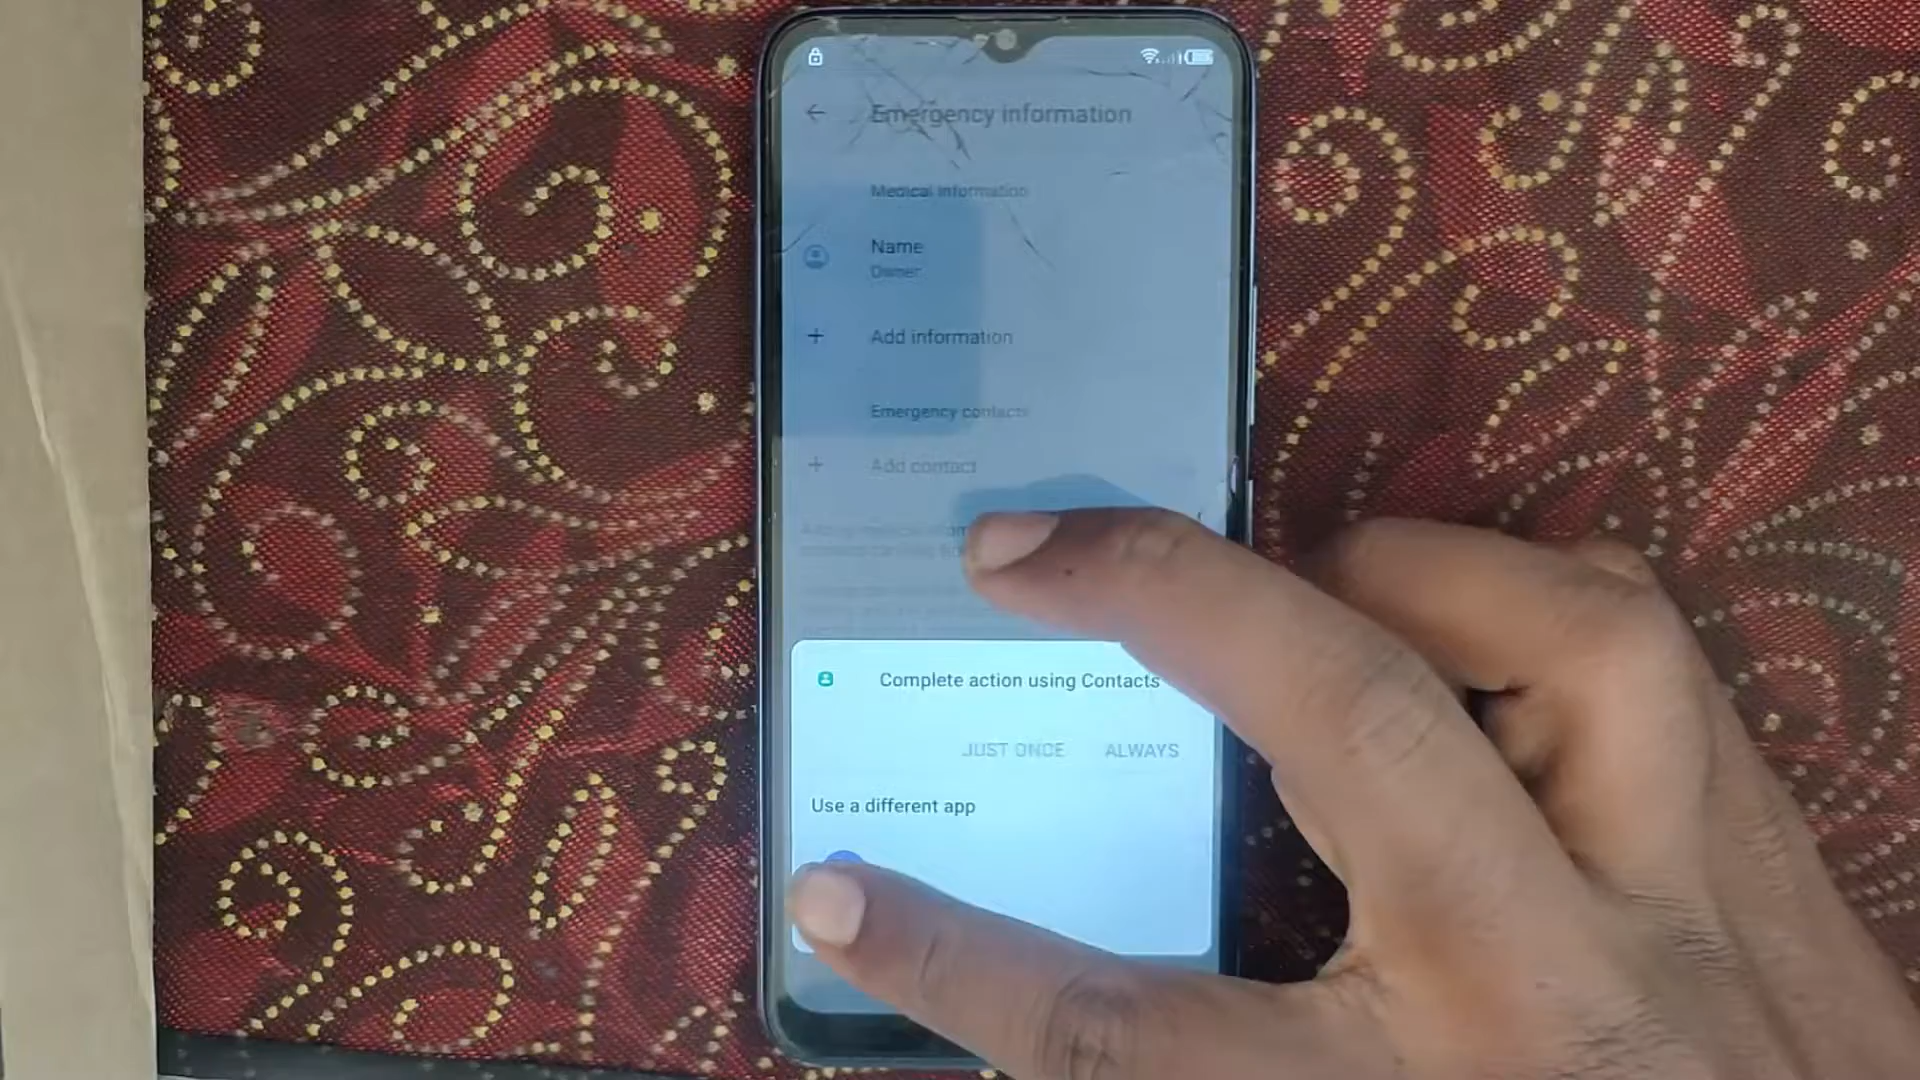 Emergency information
Medical information
Name
Owner
Add information
Emergency contacts
Add contact
Complete action using Contacts
JUST ONCE
ALWAYS
Use a different app